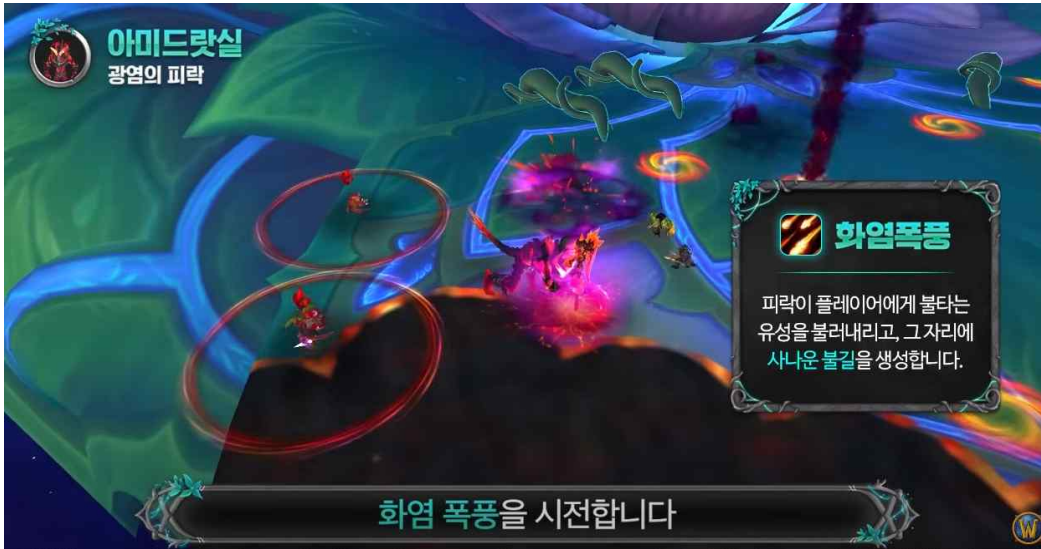 아미드랏실
광염의 피락
화염폭풍
피락이 플레이어에게 불타는
유성을 불러내리고, 그 자리에
사나운 불길을 생성합니다.
화염 폭풍을 시전합니다
W